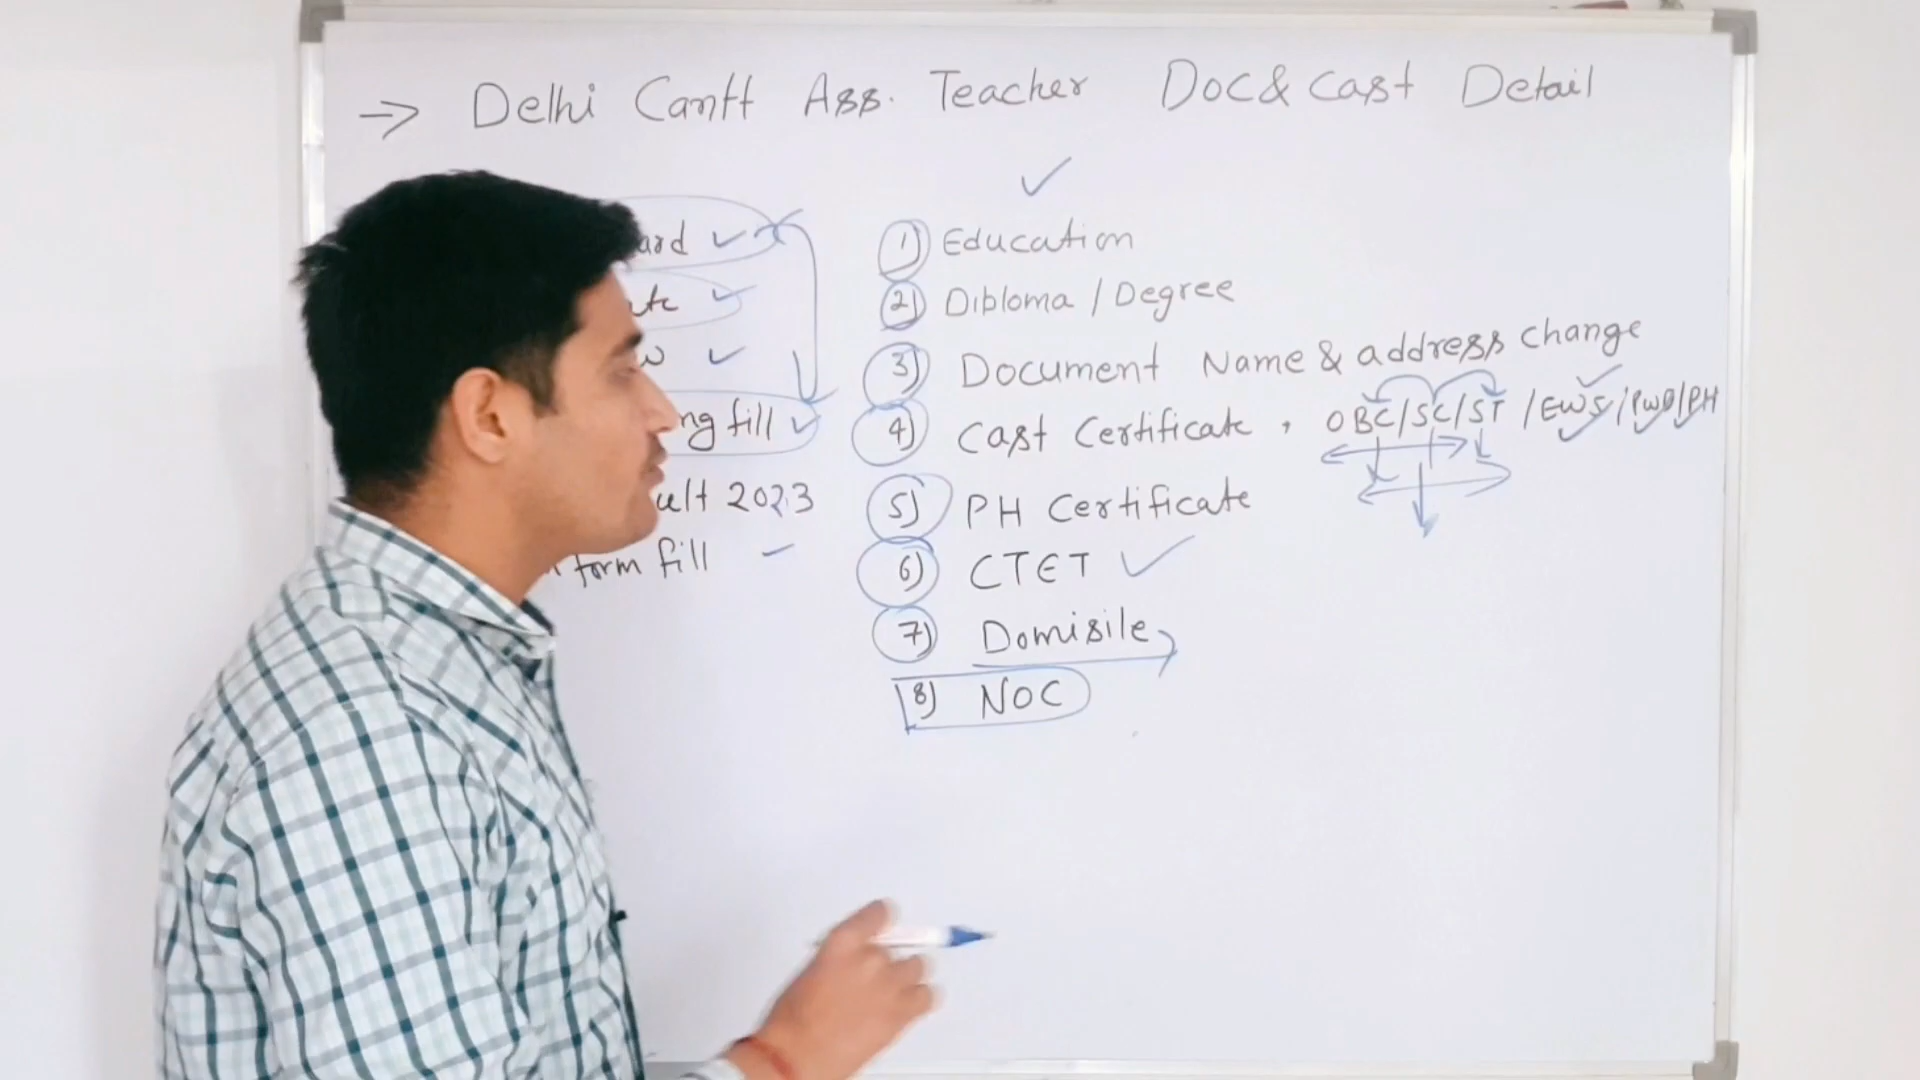 → Delhi Cantt Ass. Teacher Doc & Cast Detail
ard
w
ng fill
ult 2023
form fill
1) Education
2) Dibloma / Degree
3) Document Name & address change
4) Cast Certificate, OBC/SC/ST /EWS/PWD/PH
5) PH Certificate
6) CTET
7) Domisile
8) NOC